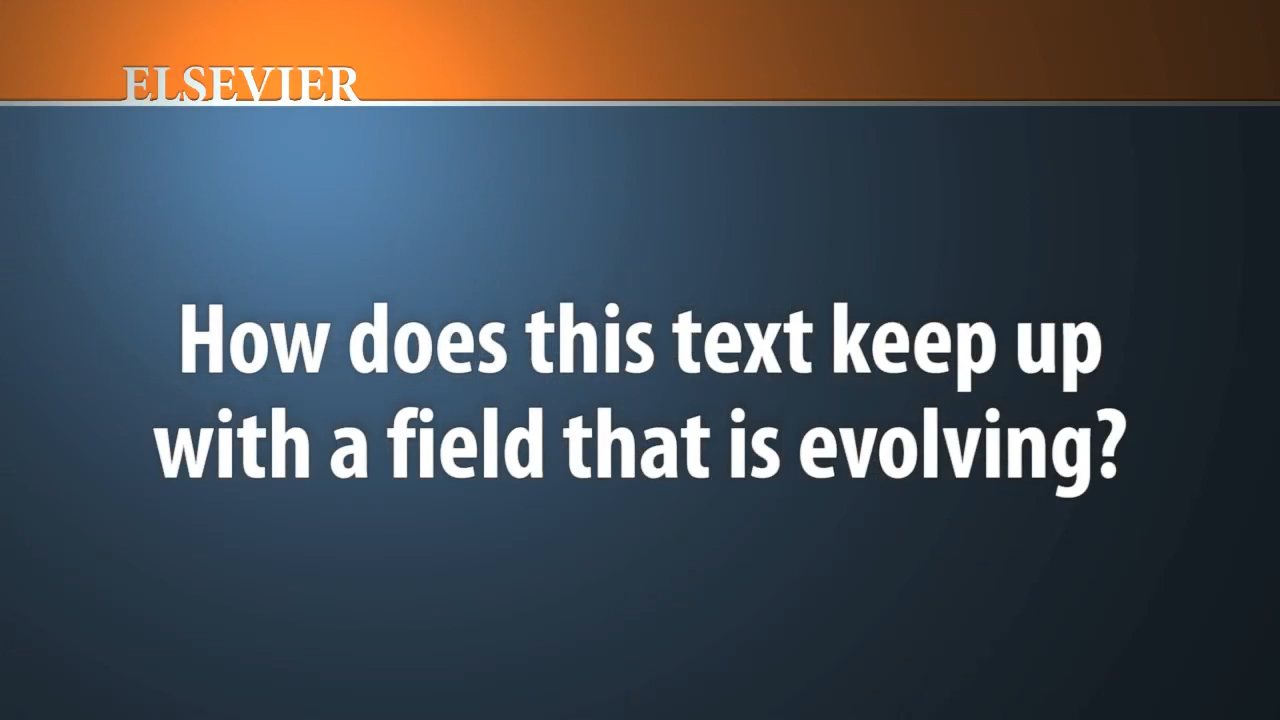 ELSEVIER
How does this text keep up
with a field that is evolving?